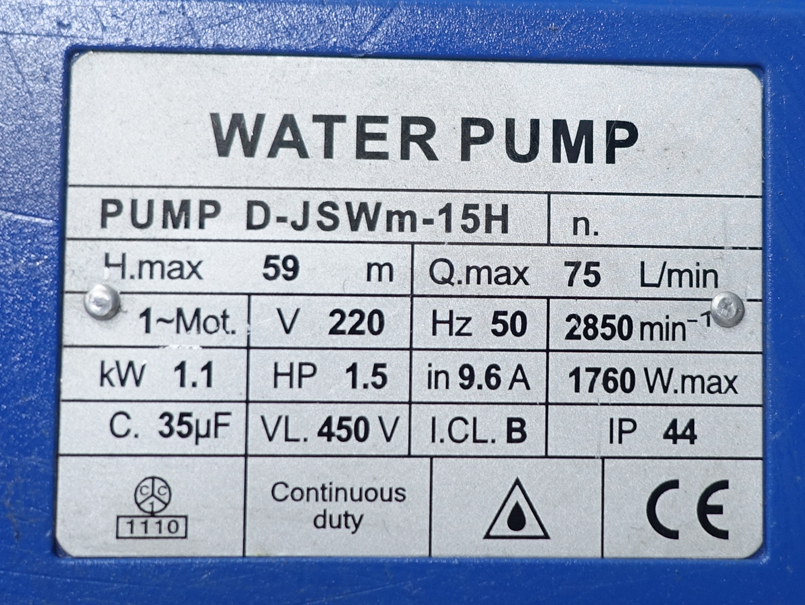 WATER PUMP
PUMP D-JSWm-15H n.
H.max 59 m Q.max 75 L/min
1~Mot. V 220 Hz 50 2850 min⁻¹
kW 1.1 HP 1.5 in 9.6 A 1760 W.max
C. 35µF VL. 450 V I.CL. B IP 44
C C 1
1110
Continuous
duty
CE